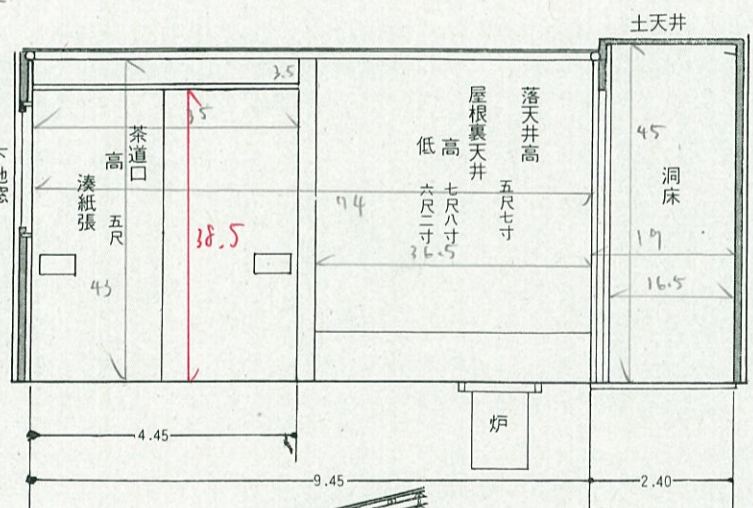 土天井
3.5
35
茶道口
高 五尺
湊紙張
43
38.5
74
落天井高 五尺七寸
屋根裏天井
高 七尺八寸
低 六尺二寸
36.5
45
洞床
17
16.5
炉
4.45
9.45
2.40